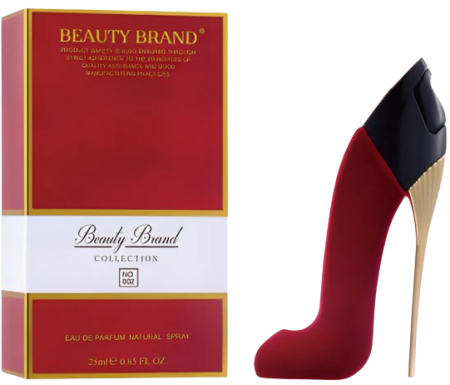 BEAUTY BRAND®
PRODUCT SAFETY IS ALSO ENSURED THROUGH
STRICT ADHERENCE TO THE PRINCIPLES OF
QUALITY ASSURANCE AND GOOD
MANUFACTURING PRACTICES
Beauty Brand
COLLECTION
NO
002
EAU DE PARFUM NATURAL SPRAY
25ml ℮ 0.85 FL OZ.